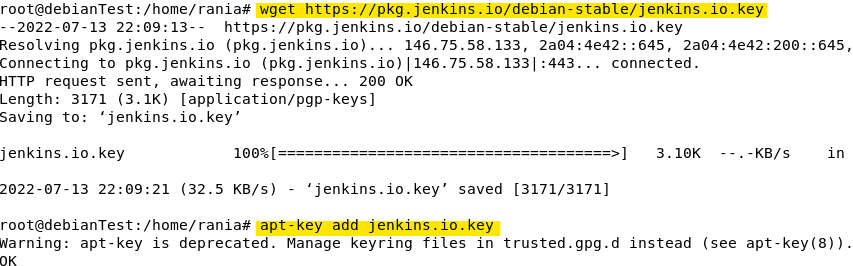 root@debianTest:/home/rania# wget https://pkg.jenkins.io/debian-stable/jenkins.io.key
--2022-07-13 22:09:13--  https://pkg.jenkins.io/debian-stable/jenkins.io.key
Resolving pkg.jenkins.io (pkg.jenkins.io)... 146.75.58.133, 2a04:4e42::645, 2a04:4e42:200::645,
Connecting to pkg.jenkins.io (pkg.jenkins.io)|146.75.58.133|:443... connected.
HTTP request sent, awaiting response... 200 OK
Length: 3171 (3.1K) [application/pgp-keys]
Saving to: ‘jenkins.io.key’
jenkins.io.key            100%[=====================================>]   3.10K  --.-KB/s    in
2022-07-13 22:09:21 (32.5 KB/s) - ‘jenkins.io.key’ saved [3171/3171]
root@debianTest:/home/rania# apt-key add jenkins.io.key
Warning: apt-key is deprecated. Manage keyring files in trusted.gpg.d instead (see apt-key(8)).
OK